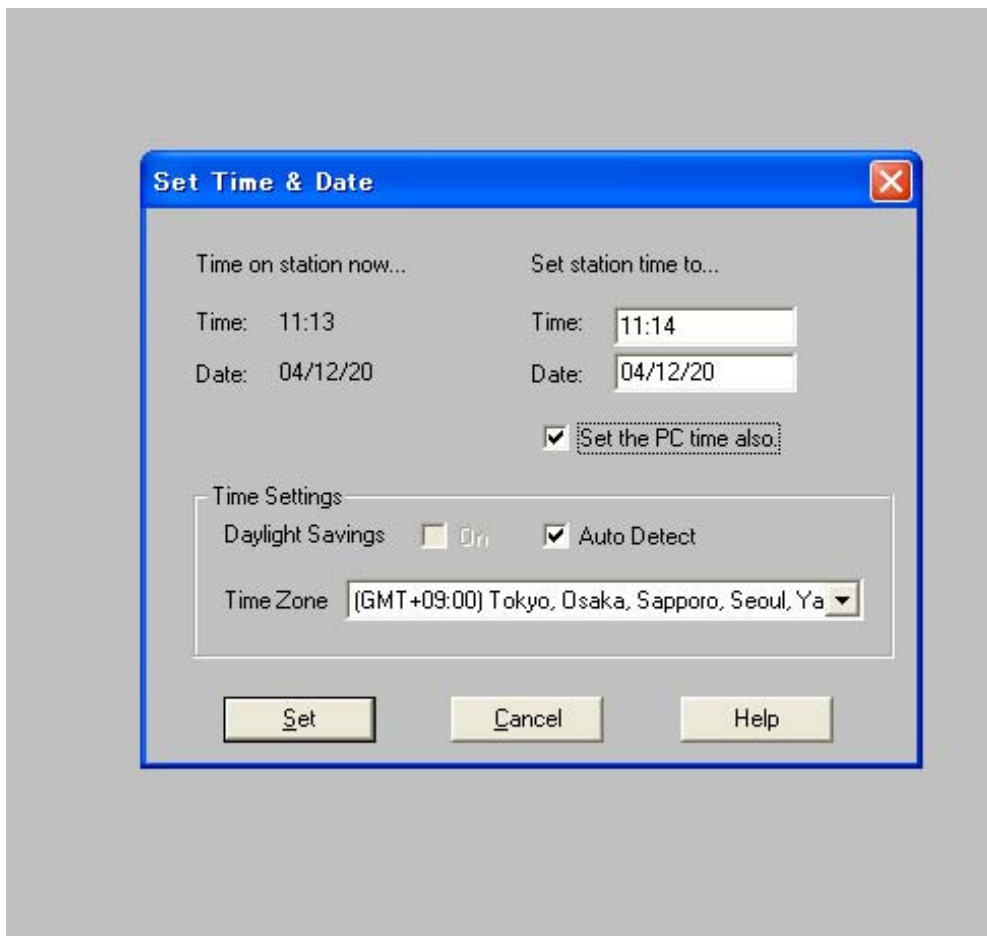 Set Time & Date
Time on station now...
Set station time to...
Time: 11:13
Time: 11:14
Date: 04/12/20
Date: 04/12/20
Set the PC time also.
Time Settings
Daylight Savings On Auto Detect
Time Zone (GMT+09:00) Tokyo, Osaka, Sapporo, Seoul, Ya
Set Cancel Help